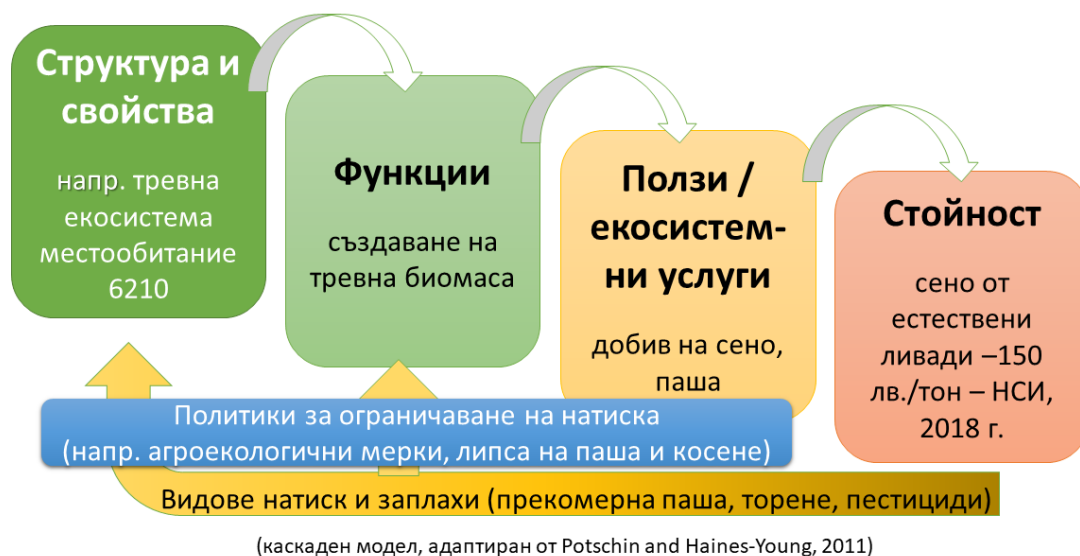 Структура и
свойства
напр. тревна
екосистема
местообитание
6210
Функции
създаване на
тревна биомаса
Ползи /
екосистем-
ни услуги
добив на сено,
паша
Стойност
сено от
естествени
ливади –150
лв./тон – НСИ,
2018 г.
Политики за ограничаване на натиска
(напр. агроекологични мерки, липса на паша и косене)
Видове натиск и заплахи (прекомерна паша, торене, пестициди)
(каскаден модел, адаптиран от Potschin and Haines-Young, 2011)